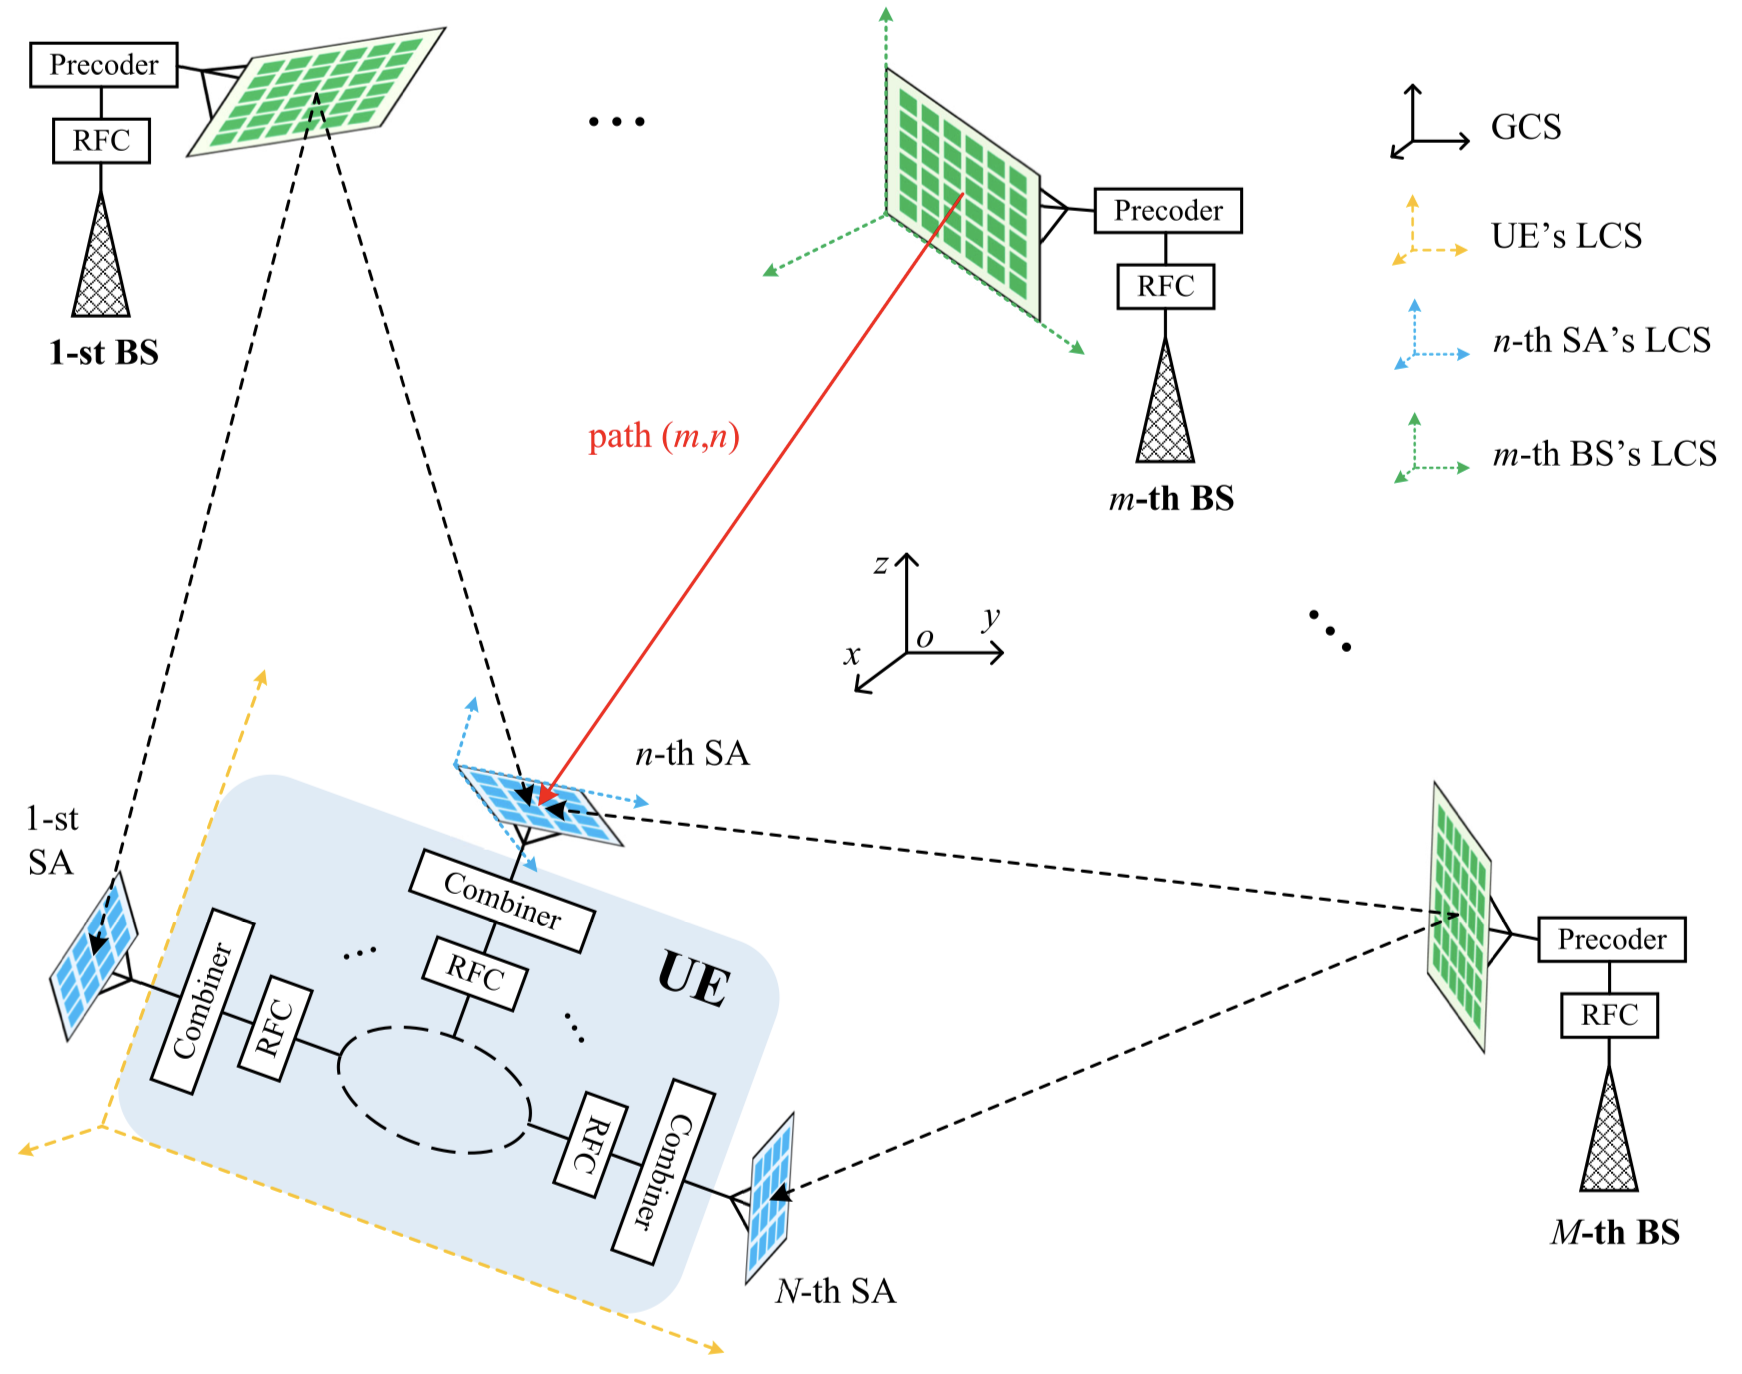 Precoder
RFC
1-st BS
...
Precoder
RFC
m-th BS
GCS
UE's LCS
n-th SA's LCS
m-th BS's LCS
path (m,n)
z
y
x
o
n-th SA
1-st
SA
Combiner
RFC
...
Combiner
RFC
UE
...
RFC
Combiner
N-th SA
...
Precoder
RFC
M-th BS